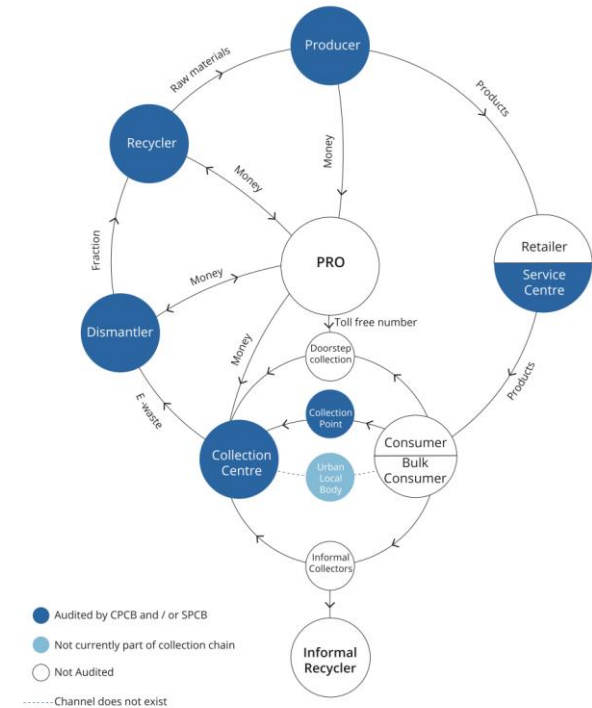 Producer
Raw materials
Products
Recycler
Money
Money
Retailer
Service
Centre
PRO
Fraction
Money
Dismantler
Toll free number
Money
Doorstep
collection
Products
E -waste
Collection
Point
Collection
Centre
Consumer
Bulk
Consumer
Urban
Local
Body
Informal
Collectors
Informal
Recycler
Audited by CPCB and / or SPCB
Not currently part of collection chain
Not Audited
Channel does not exist